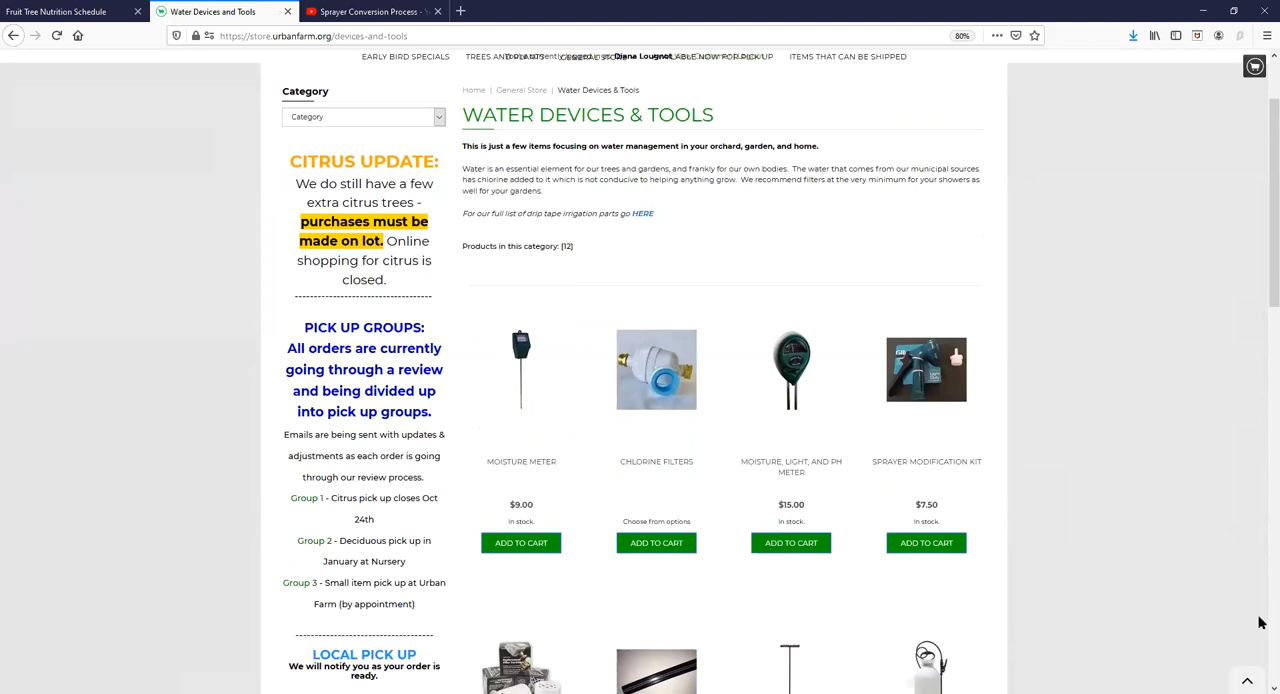 Fruit Tree Nutrition Schedule
Water Devices and Tools
Sprayer Conversion Process -
https://store.urbanfarm.org/devices-and-tools
80%
EARLY BIRD SPECIALS
TREES AND PLANTS
GENERAL STORE
Diana Lougnot
AVAILABLE NOW FOR PICK UP
ITEMS THAT CAN BE SHIPPED
Category
Category
CITRUS UPDATE:
We do still have a few
extra citrus trees -
purchases must be
made on lot. Online
shopping for citrus is
closed.
----------------------------------
PICK UP GROUPS:
All orders are currently
going through a review
and being divided up
into pick up groups.
Emails are being sent with updates &
adjustments as each order is going
through our review process.
Group 1 - Citrus pick up closes Oct
24th
Group 2 - Deciduous pick up in
January at Nursery
Group 3 - Small item pick up at Urban
Farm (by appointment)
----------------------------------
LOCAL PICK UP
We will notify you as your order is
ready.
Home | General Store | Water Devices & Tools
WATER DEVICES & TOOLS
This is just a few items focusing on water management in your orchard, garden, and home.
Water is an essential element for our trees and gardens, and frankly for our own bodies. The water that comes from our municipal sources
has chlorine added to it which is not conducive to helping anything grow. We recommend filters at the very minimum for your showers as
well for your gardens.
For our full list of drip tape irrigation parts go HERE
Products in this category: [12]
MOISTURE METER
$9.00
In stock.
ADD TO CART
CHLORINE FILTERS
Choose from options
ADD TO CART
MOISTURE, LIGHT, AND PH
METER
$15.00
In stock.
ADD TO CART
SPRAYER MODIFICATION KIT
$7.50
In stock.
ADD TO CART